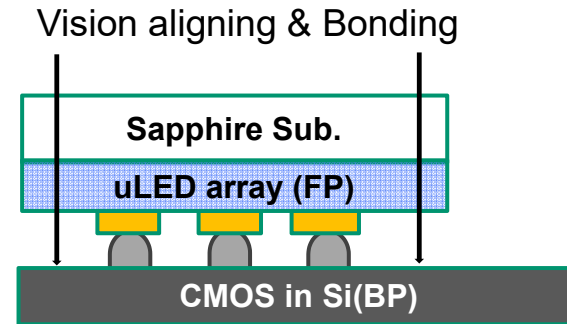 Vision aligning & Bonding
Sapphire Sub.
uLED array (FP)
CMOS in Si(BP)